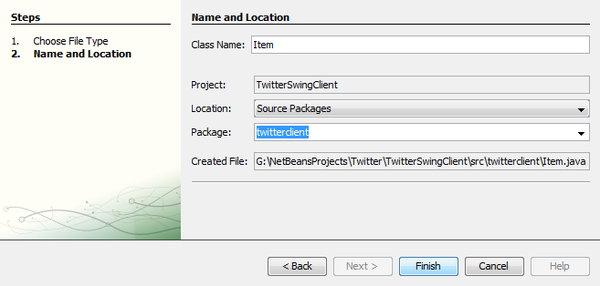 Steps
1. Choose File Type
2. Name and Location
Name and Location
Class Name: Item
Project: TwitterSwingClient
Location: Source Packages
Package: twitterclient
Created File: G:\NetBeansProjects\Twitter\TwitterSwingClient\src\twitterclient\Item.java
< Back Next > Finish Cancel Help